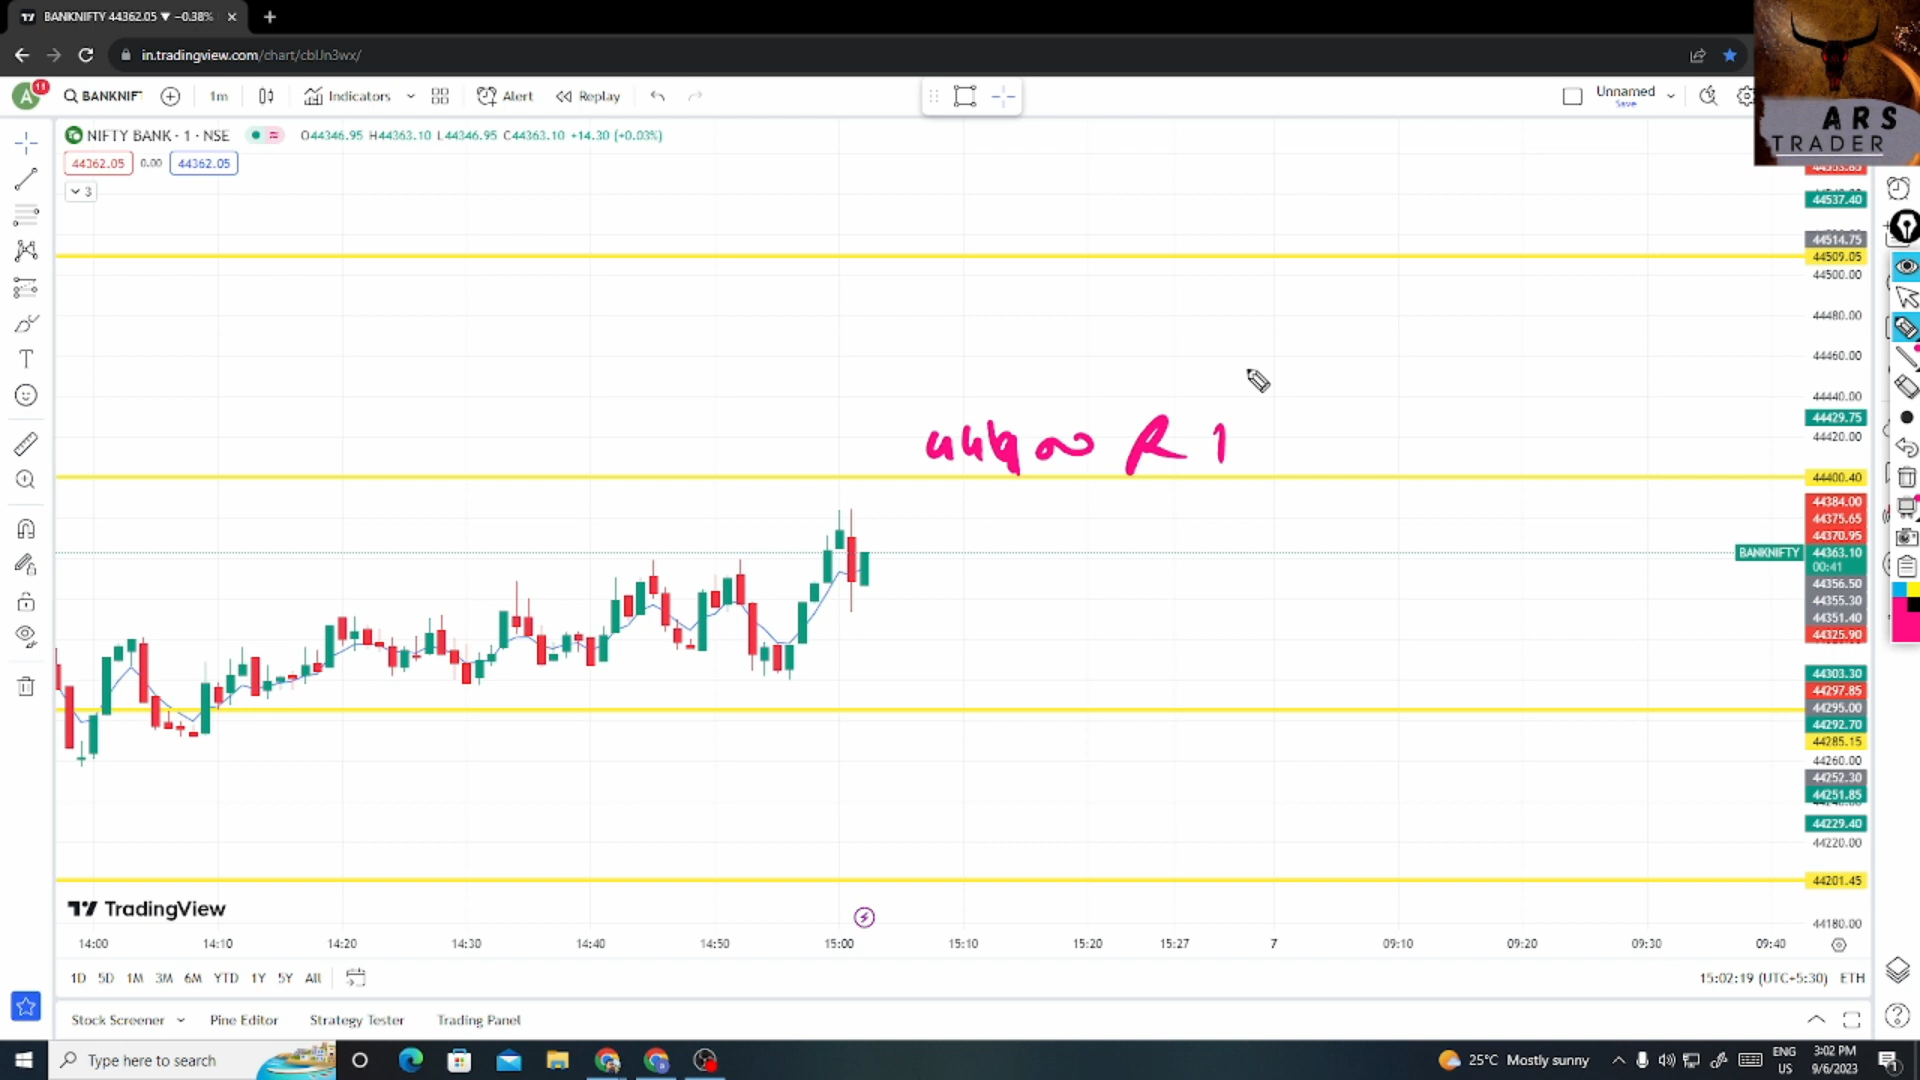 BANKNIFTY 44362.05 ▼ −0.38%
in.tradingview.com/chart/cblJn3wx/
A 11 BANKNIF 1m Indicators Alert Replay Unnamed Save
ARS
TRADER
NIFTY BANK · 1 · NSE O44346.95 H44363.10 L44346.95 C44363.10 +14.30 (+0.03%)
44362.05 0.00 44362.05
3
44537.40
44514.75
44509.05
44500.00
44480.00
44460.00
44440.00
44429.75
44420.00
R 1
44400.40
44384.00
44375.65
44370.95
BANKNIFTY 44363.10
00:41
44356.50
44355.30
44351.40
44325.90
44303.30
44297.85
44295.00
44292.70
44285.15
44260.00
44252.30
44251.85
44229.40
44220.00
44201.45
44180.00
TradingView
14:00 14:10 14:20 14:30 14:40 14:50 15:00 15:10 15:20 15:27 7 09:10 09:20 09:30 09:40
1D 5D 1M 3M 6M YTD 1Y 5Y All 15:02:19 (UTC+5:30) ETH
Stock Screener Pine Editor Strategy Tester Trading Panel
Type here to search 25°C Mostly sunny ENG US 3:02 PM 9/6/2023 1